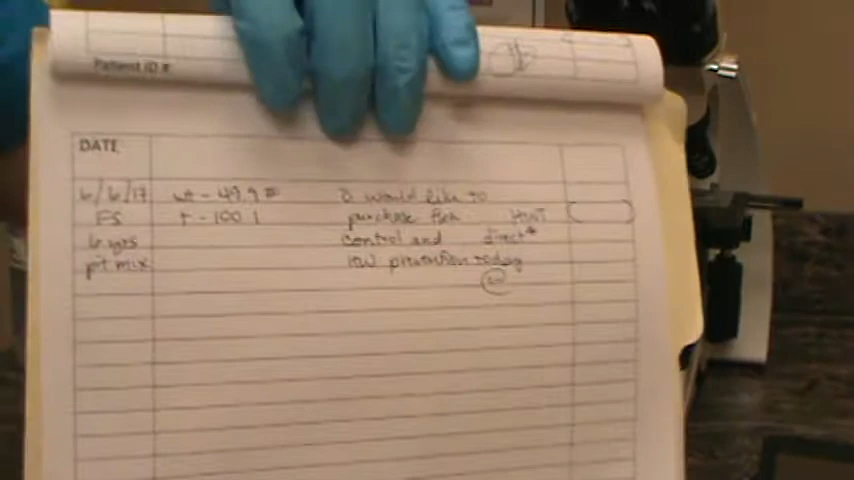 Patient ID #
DATE
6/6/17 wt - 49.9 # O would like to
FS T - 100.1 purchase flea HWT
6 yrs control and direct*
pit mix HW prevention today